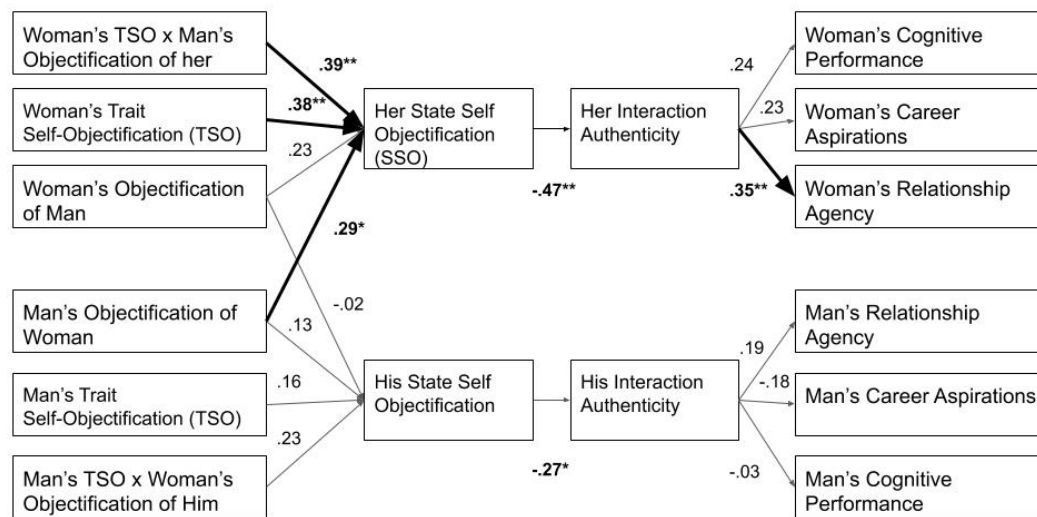 Woman's TSO x Man's
Objectification of her
.39**
Woman's Trait
Self-Objectification (TSO)
.38**
Woman's Objectification
of Man
.23
Her State Self
Objectification
(SSO)
-.47**
Her Interaction
Authenticity
.24
Woman's Cognitive
Performance
.23
Woman's Career
Aspirations
.35**
Woman's Relationship
Agency
.29*
-.02
Man's Objectification of
Woman
.13
Man's Trait
Self-Objectification (TSO)
.16
Man's TSO x Woman's
Objectification of Him
.23
His State Self
Objectification
-.27*
His Interaction
Authenticity
.19
Man's Relationship
Agency
-.18
Man's Career Aspirations
-.03
Man's Cognitive
Performance